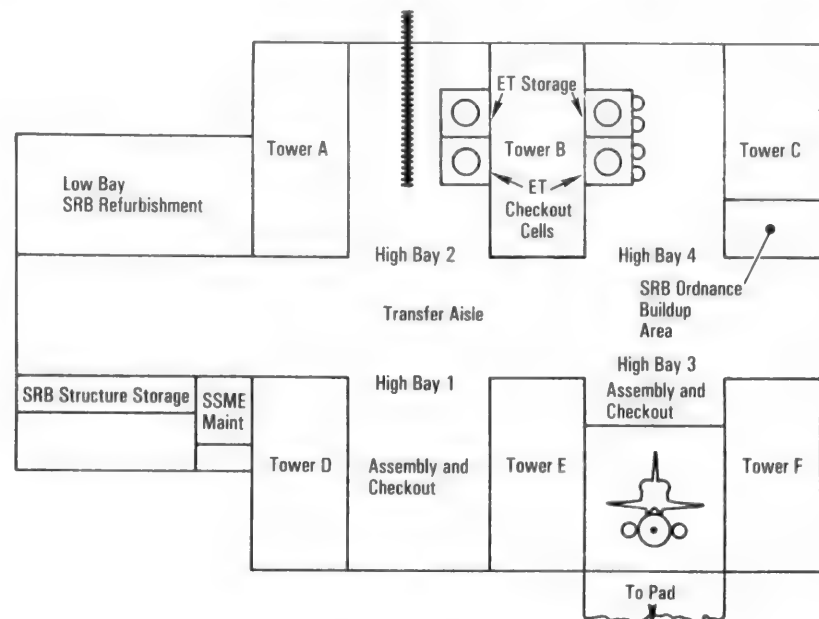 ET Storage
Tower A
Tower B
Tower C
Low Bay
SRB Refurbishment
ET
Checkout
Cells
High Bay 2
High Bay 4
SRB Ordnance
Buildup
Area
Transfer Aisle
High Bay 1
High Bay 3
Assembly and
Checkout
SRB Structure Storage
SSME
Maint
Tower D
Assembly and
Checkout
Tower E
Tower F
To Pad